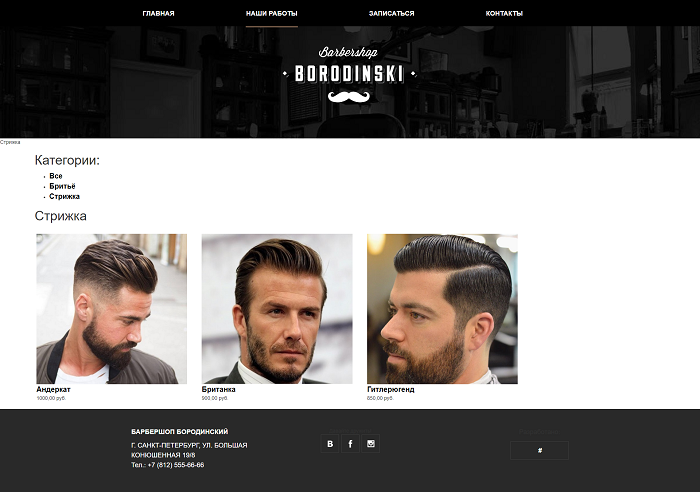 ГЛАВНАЯ
НАШИ РАБОТЫ
ЗАПИСАТЬСЯ
КОНТАКТЫ
Barbershop
BORODINSKI
Стрижка
Категории:
Все
Бритьё
Стрижка
Стрижка
Андеркат
1000,00 руб.
Британка
900,00 руб.
Гитлерюгенд
850,00 руб.
БАРБЕРШОП БОРОДИНСКИЙ
Г. САНКТ-ПЕТЕРБУРГ, УЛ. БОЛЬШАЯ
КОНЮШЕННАЯ 19/8
Тел.: +7 (812) 555-66-66
B f
#